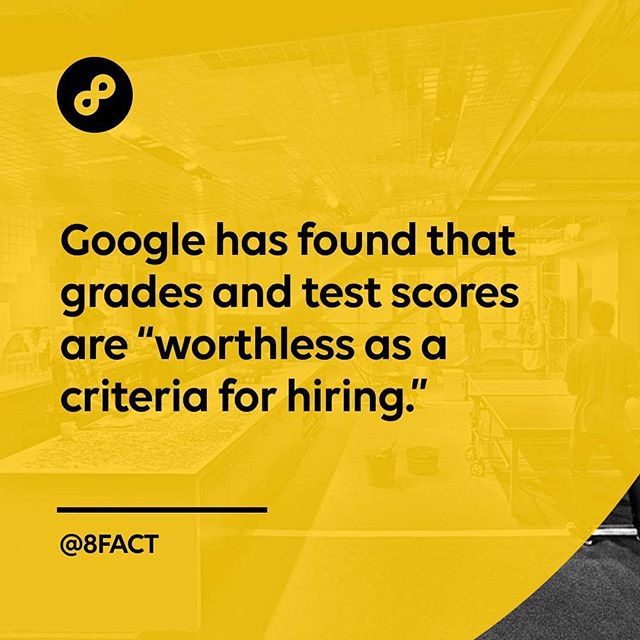 Google has found that
grades and test scores
are “worthless as a
criteria for hiring.”
@8FACT